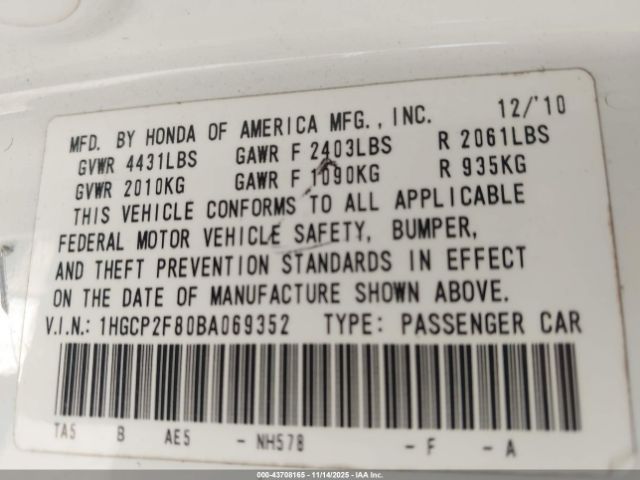 MFD. BY HONDA OF AMERICA MFG., INC. 12/'10
GVWR 4431LBS GAWR F 2403LBS R 2061LBS
GVWR 2010KG GAWR F 1090KG R 935KG
THIS VEHICLE CONFORMS TO ALL APPLICABLE
FEDERAL MOTOR VEHICLE SAFETY, BUMPER,
AND THEFT PREVENTION STANDARDS IN EFFECT
ON THE DATE OF MANUFACTURE SHOWN ABOVE.
V.I.N.: 1HGCP2F80BA069352 TYPE: PASSENGER CAR
TA5 B AE5 - NH578 - F - A
000-43708165 - 11/14/2025 - IAAI.COM